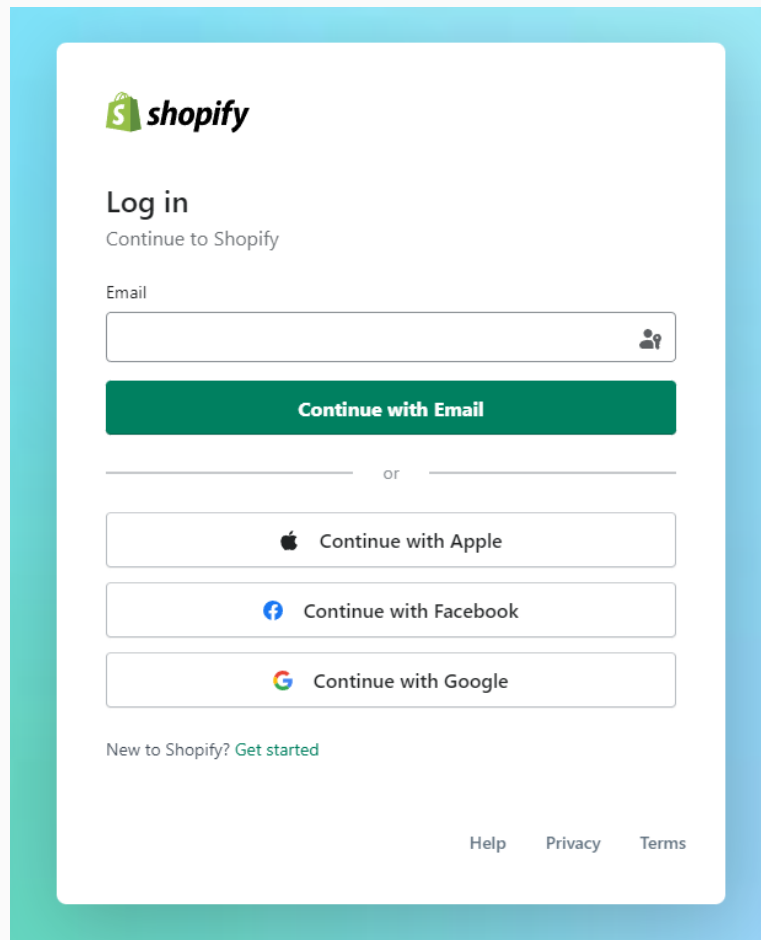 shopify
Log in
Continue to Shopify
Email
Continue with Email
or
Continue with Apple
Continue with Facebook
Continue with Google
New to Shopify? Get started
Help Privacy Terms